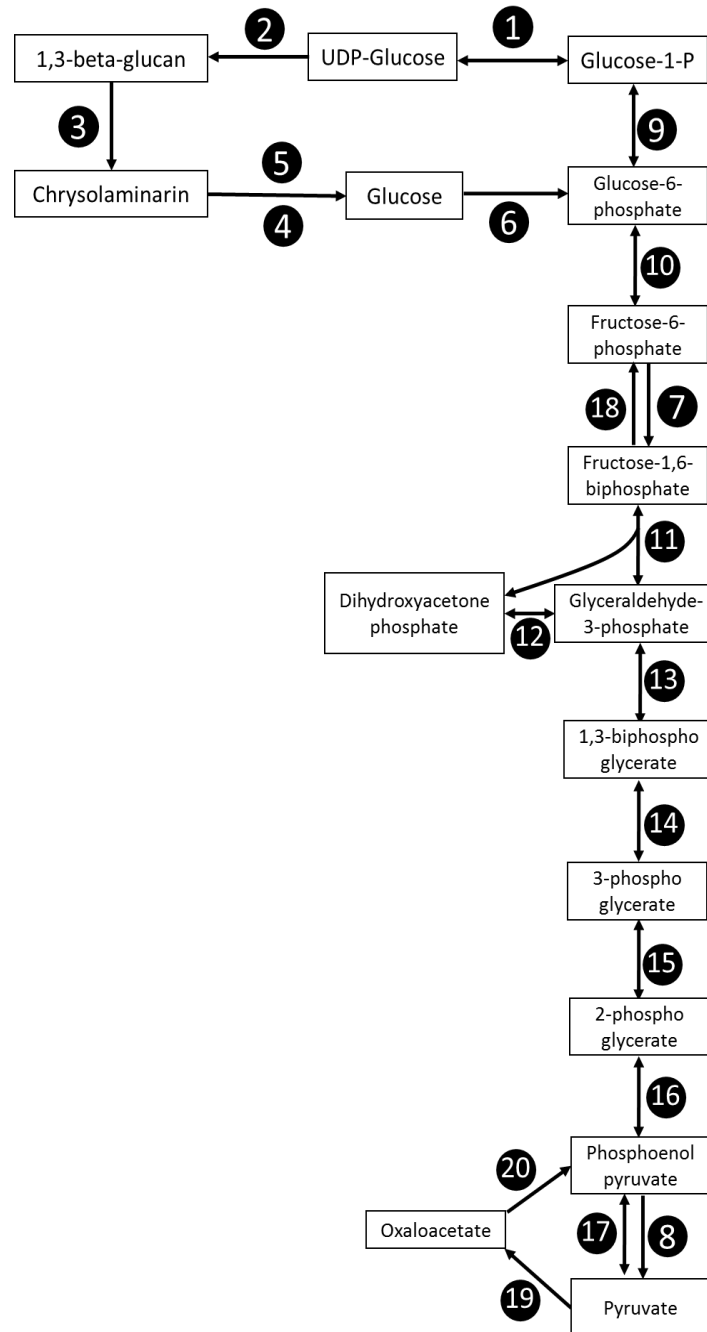 2
1
1,3-beta-glucan
UDP-Glucose
Glucose-1-P
3
9
5
Chrysolaminarin
Glucose
Glucose-6-
phosphate
4
6
10
Fructose-6-
phosphate
18
7
Fructose-1,6-
biphosphate
11
Dihydroxyacetone
phosphate
12
Glyceraldehyde-
3-phosphate
13
1,3-biphospho
glycerate
14
3-phospho
glycerate
15
2-phospho
glycerate
16
Phosphoenol
pyruvate
20
Oxaloacetate
17
8
19
Pyruvate